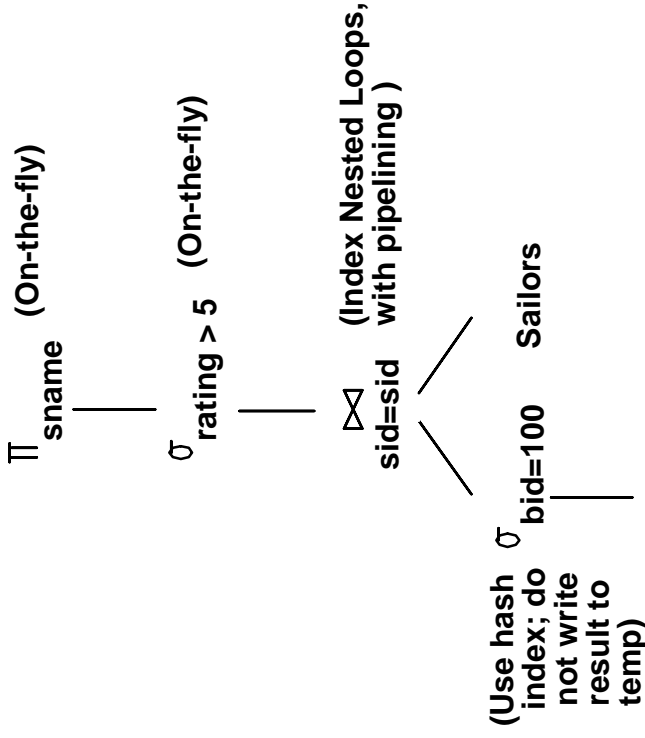 π
sname (On-the-fly)
σ
rating > 5 (On-the-fly)
⋈
sid=sid
(Index Nested Loops,
with pipelining )
(Use hash
index; do
not write
result to
temp)
σ
bid=100
Sailors